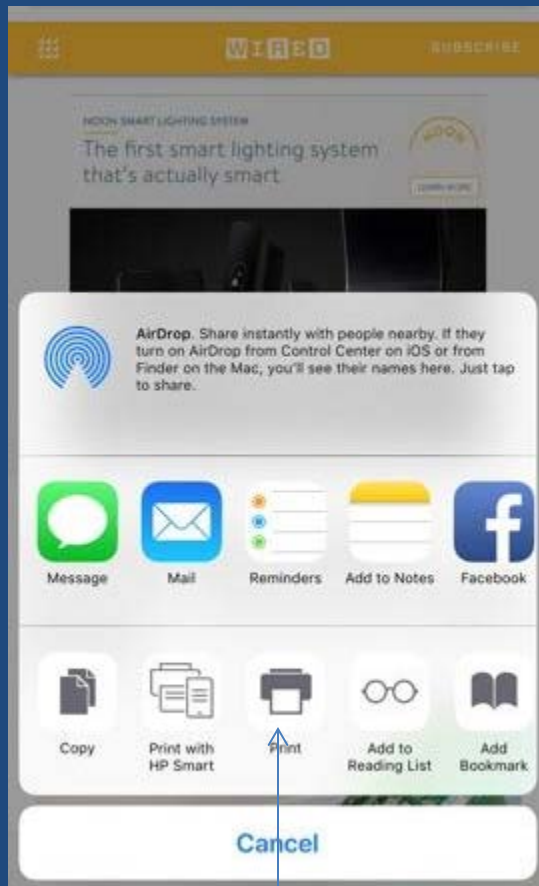 WIRED
SUBSCRIBE
NOON SMART LIGHTING SYSTEM
The first smart lighting system
that's actually smart
NOON
LEARN MORE
AirDrop. Share instantly with people nearby. If they
turn on AirDrop from Control Center on iOS or from
Finder on the Mac, you'll see their names here. Just tap
to share.
Message
Mail
Reminders
Add to Notes
Facebook
Copy
Print with
HP Smart
Print
Add to
Reading List
Add
Bookmark
Cancel